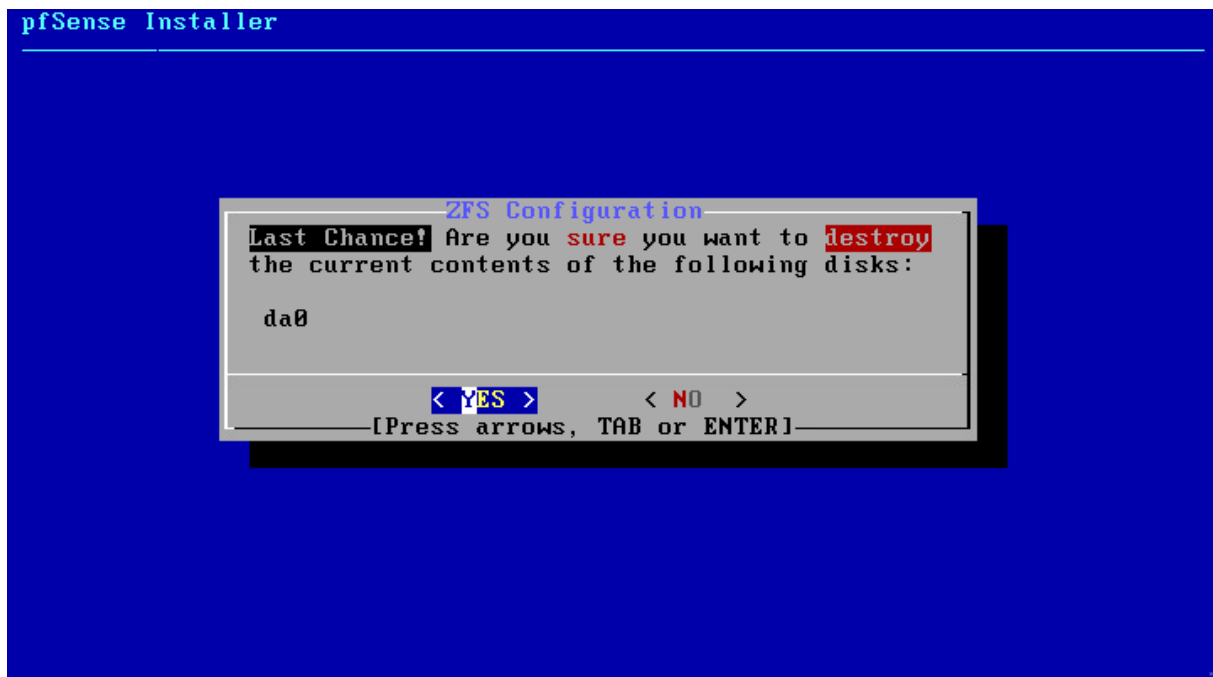 pfSense Installer
ZFS Configuration
Last Chance! Are you sure you want to destroy
the current contents of the following disks:
da0
< YES > < NO >
[Press arrows, TAB or ENTER]